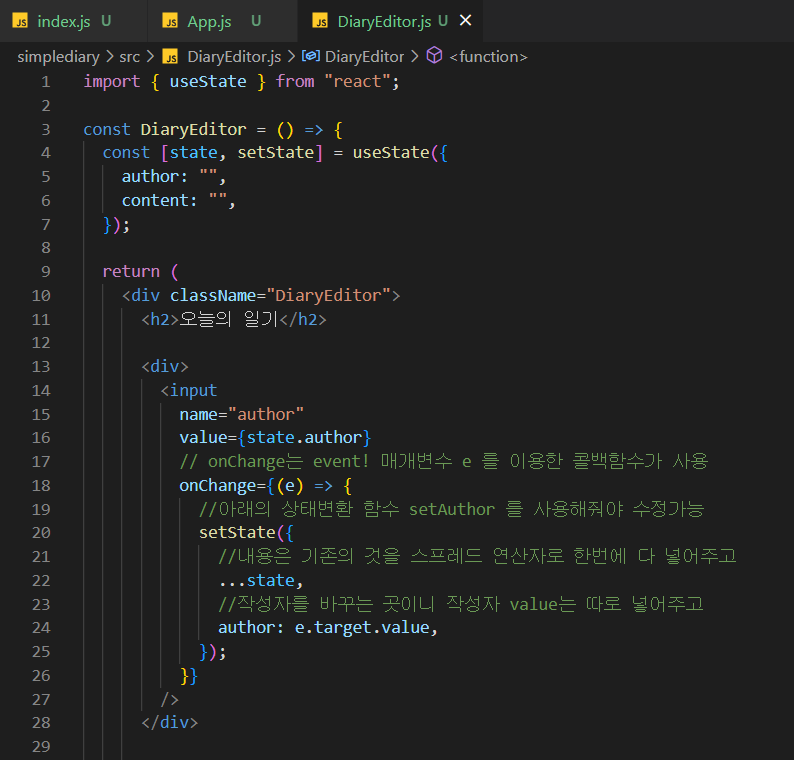 JS index.js U JS App.js U JS DiaryEditor.js U ×
simplediary > src > JS DiaryEditor.js > DiaryEditor > <function>
1 import { useState } from "react";
2
3 const DiaryEditor = () => {
4 const [state, setState] = useState({
5 author: "",
6 content: "",
7 });
8
9 return (
10 <div className="DiaryEditor">
11 <h2>오늘의 일기</h2>
12
13 <div>
14 <input
15 name="author"
16 value={state.author}
17 // onChange는 event! 매개변수 e 를 이용한 콜백함수가 사용
18 onChange={(e) => {
19 //아래의 상태변환 함수 setAuthor 를 사용해줘야 수정가능
20 setState({
21 //내용은 기존의 것을 스프레드 연산자로 한번에 다 넣어주고
22 ...state,
23 //작성자를 바꾸는 곳이니 작성자 value는 따로 넣어주고
24 author: e.target.value,
25 });
26 }}
27 />
28 </div>
29